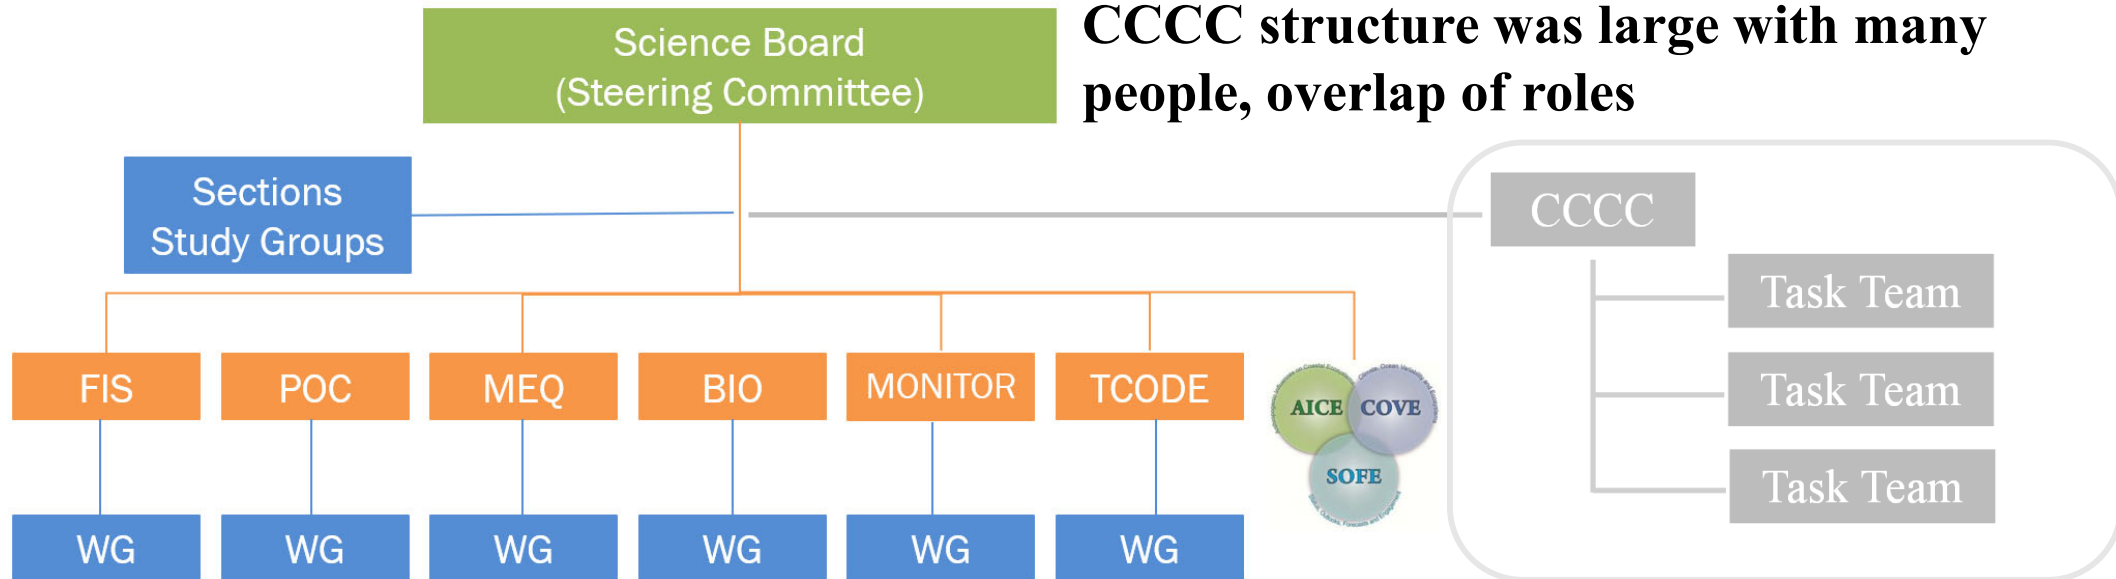 Science Board
(Steering Committee)
CCCC structure was large with many
people, overlap of roles
Sections
Study Groups
CCCC
Task Team
Task Team
Task Team
FIS
POC
MEQ
BIO
MONITOR
TCODE
AICE
COVE
SOFE
WG
WG
WG
WG
WG
WG